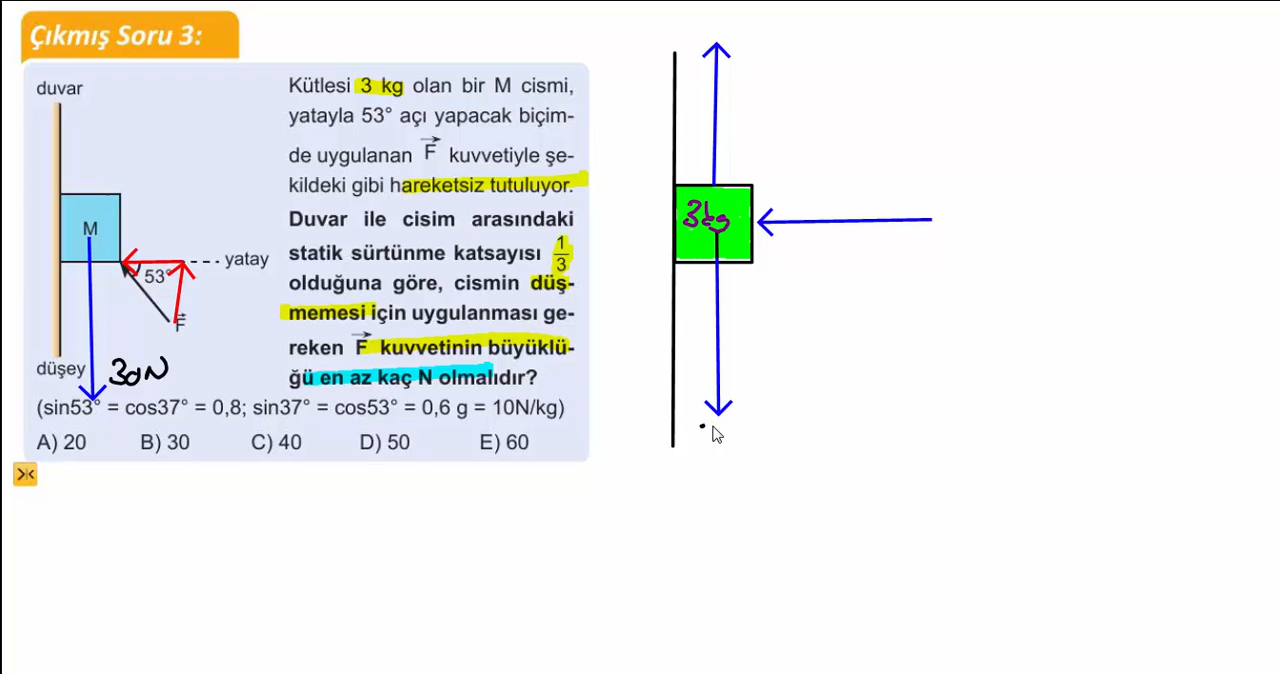 Çıkmış Soru 3:
duvar
Kütlesi 3 kg olan bir M cismi,
yatayla 53° açı yapacak biçim-
de uygulanan F kuvvetiyle şe-
kildeki gibi hareketsiz tutuluyor.
Duvar ile cisim arasındaki
statik sürtünme katsayısı 1/3
olduğuna göre, cismin düş-
memesi için uygulanması ge-
reken F kuvvetinin büyüklü-
ğü en az kaç N olmalıdır?
M
yatay
53°
F
düşey
30N
(sin53° = cos37° = 0,8; sin37° = cos53° = 0,6 g = 10N/kg)
A) 20 B) 30 C) 40 D) 50 E) 60
3kg